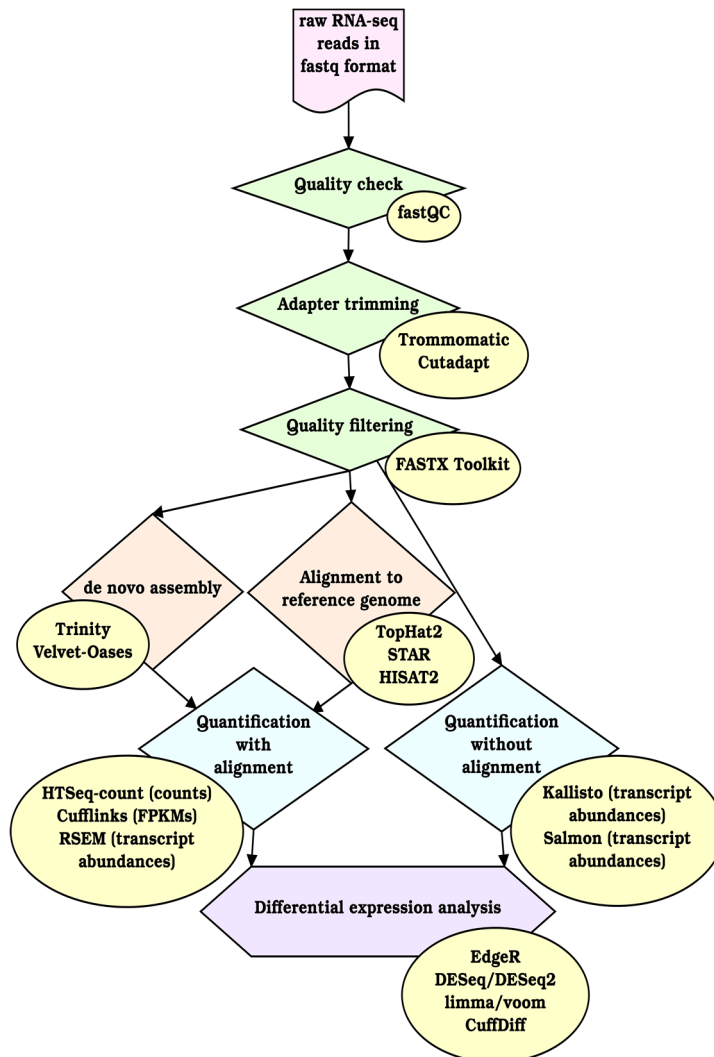 raw RNA-seq
reads in
fastq format
Quality check
fastQC
Adapter trimming
Trommomatic
Cutadapt
Quality filtering
FASTX Toolkit
de novo assembly
Trinity
Velvet-Oases
Alignment to
reference genome
TopHat2
STAR
HISAT2
Quantification
with
alignment
HTSeq-count (counts)
Cufflinks (FPKMs)
RSEM (transcript
abundances)
Quantification
without
alignment
Kallisto (transcript
abundances)
Salmon (transcript
abundances)
Differential expression analysis
EdgeR
DESeq/DESeq2
limma/voom
CuffDiff